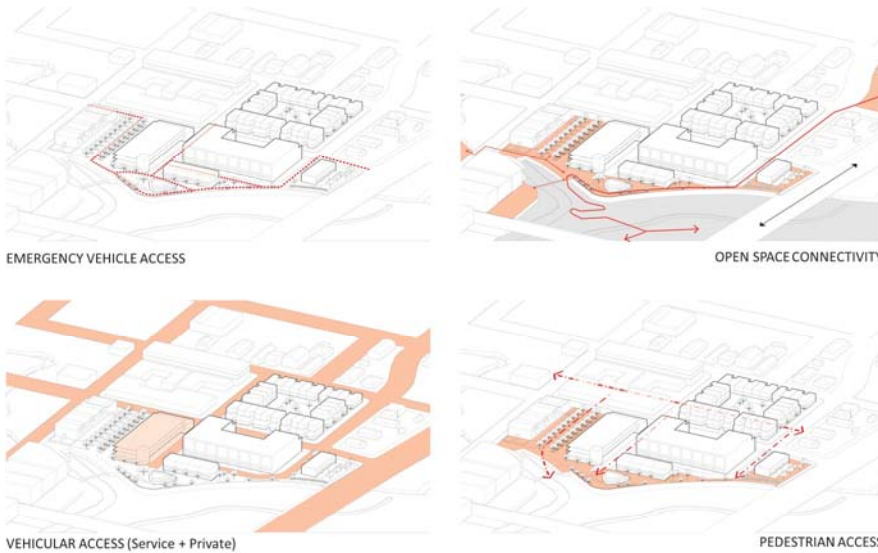 EMERGENCY VEHICLE ACCESS
OPEN SPACE CONNECTIVITY
VEHICULAR ACCESS (Service + Private)
PEDESTRIAN ACCESS